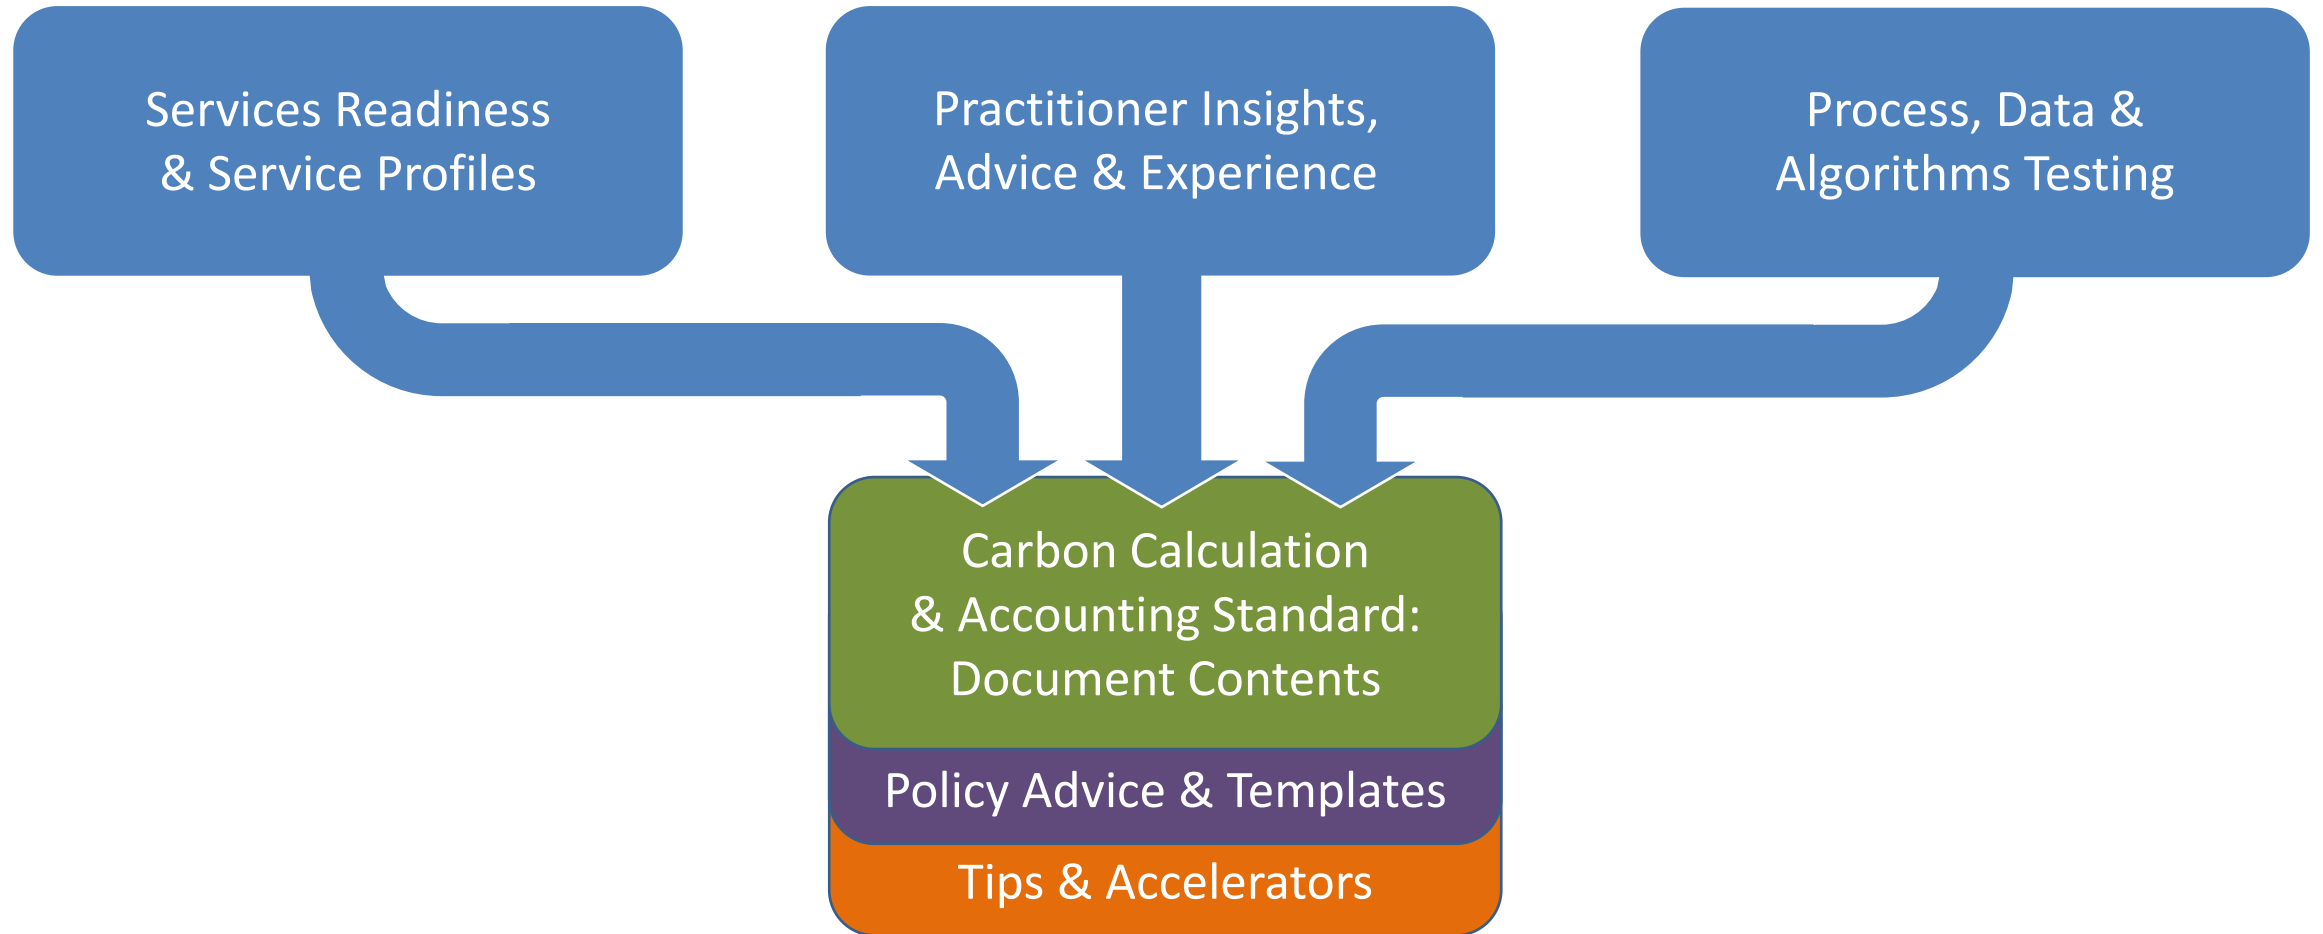 Services Readiness
& Service Profiles
Practitioner Insights,
Advice & Experience
Process, Data &
Algorithms Testing
Carbon Calculation
& Accounting Standard:
Document Contents
Policy Advice & Templates
Tips & Accelerators